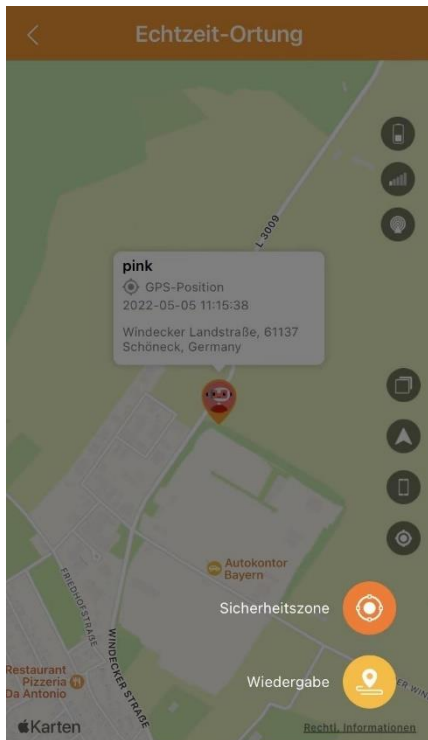 Echtzeit-Ortung
L 3009
pink
GPS-Position
2022-05-05 11:15:38
Windecker Landstraße, 61137
Schöneck, Germany
Autokontor
Bayern
Sicherheitszone
FRIEDHOFSTRAßE
WINDECKER STRAßE
Restaurant
Pizzeria
Da Antonio
Wiedergabe
Karten
Rechtl. Informationen